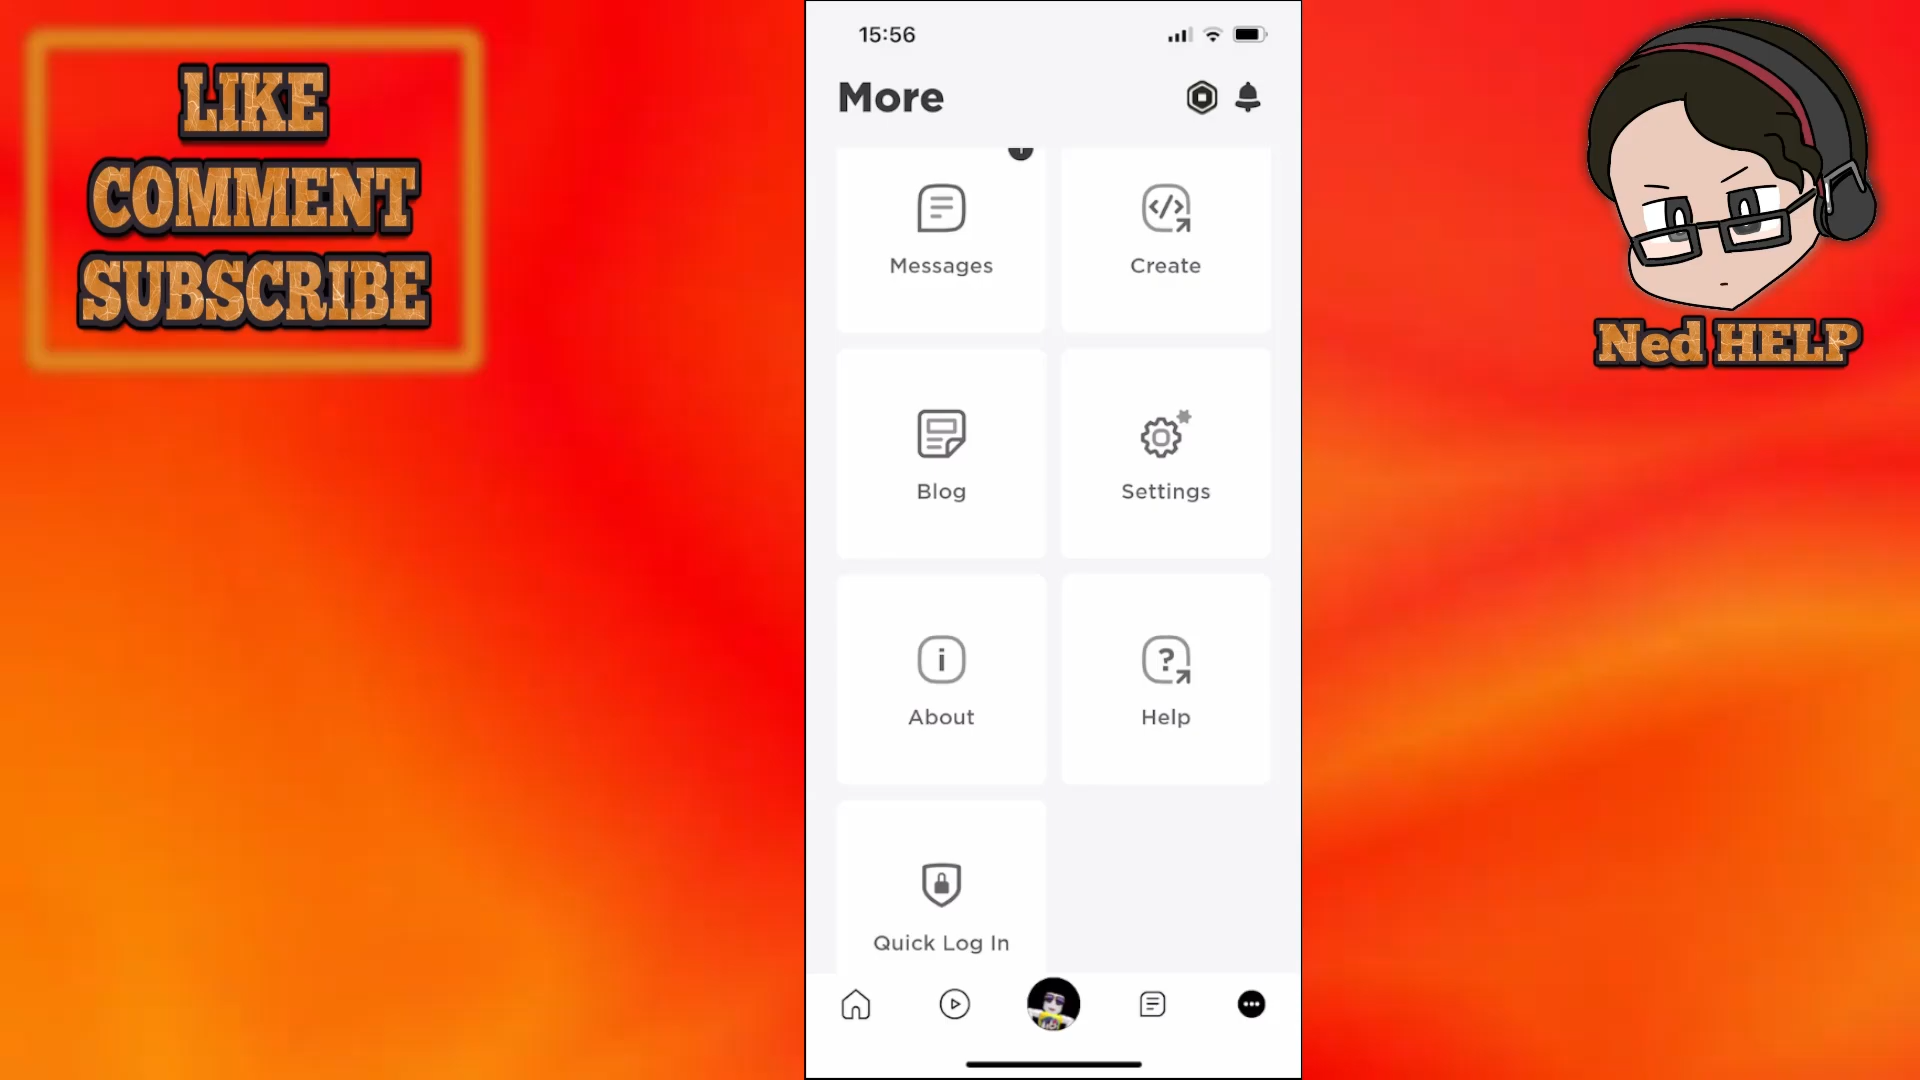 LIKE
COMMENT
SUBSCRIBE
15:56
More
Messages
Create
Blog
Settings
About
Help
Quick Log In
Ned HELP